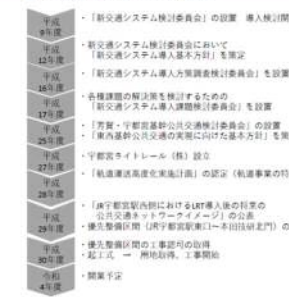 平成
9年度
・「新交通システム検討委員会」の設置 導入検討開
平成
12年度
・新交通システム検討委員会において
「新交通システム導入基本方針」を策定
平成
16年度
・「新交通システム導入方策調査検討委員会」を設置
平成
17年度
・各種課題の解決策を検討するための
「新交通システム導入課題検討委員会」を設置
平成
25年度
・「芳賀・宇都宮基幹公共交通検討委員会」の設置
・「東西基幹公共交通の実現に向けた基本方針」を策
平成
27年度
・宇都宮ライトレール(株)設立
平成
28年度
・「軌道運送高度化実施計画」の認定(軌道事業の特
平成
29年度
・「JR宇都宮駅西側におけるLRT導入後の将来の
公共交通ネットワークイメージ」の公表
・優先整備区間(JR宇都宮駅東口~本田技研北門)の
平成
30年度
・優先整備区間の工事認可の取得
・起工式 → 用地取得、工事開始
令和
4年度
・開業予定